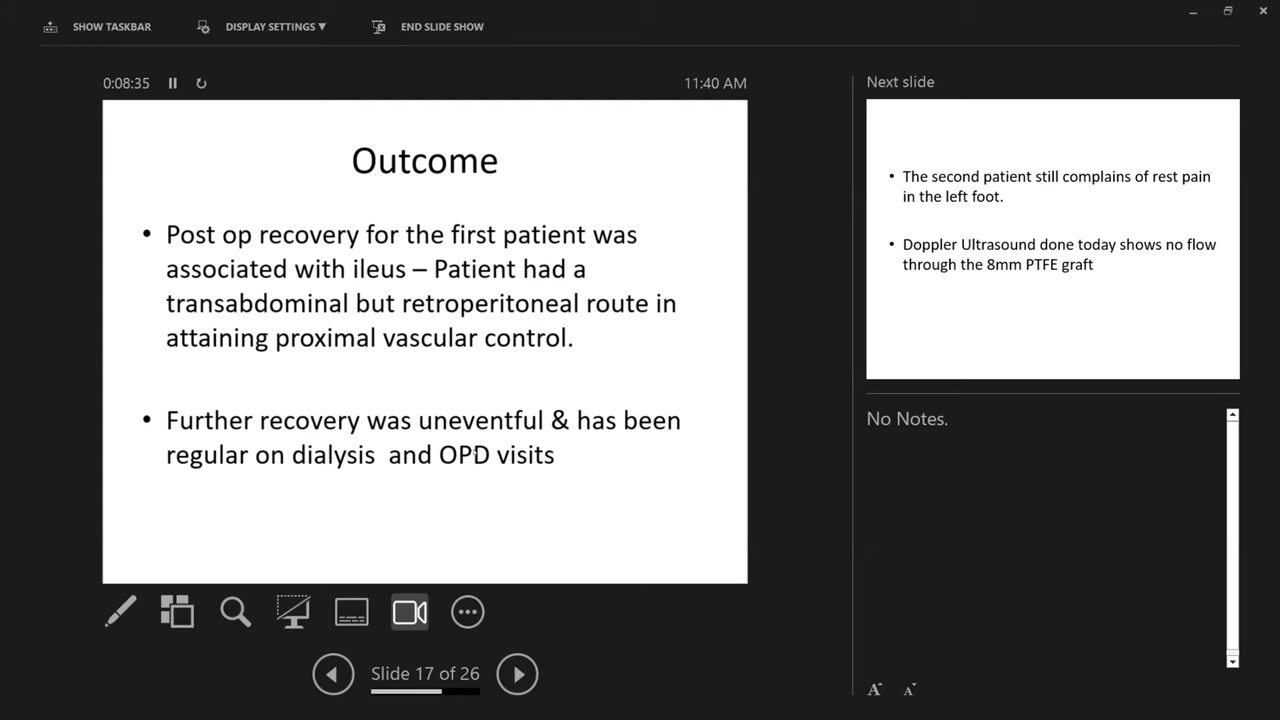 SHOW TASKBAR
DISPLAY SETTINGS ▼
END SLIDE SHOW
0:08:35
11:40 AM
Outcome
• Post op recovery for the first patient was
associated with ileus – Patient had a
transabdominal but retroperitoneal route in
attaining proximal vascular control.
• Further recovery was uneventful & has been
regular on dialysis  and OPD visits
Slide 17 of 26
Next slide
• The second patient still complains of rest pain
in the left foot.
• Doppler Ultrasound done today shows no flow
through the 8mm PTFE graft
No Notes.
A A